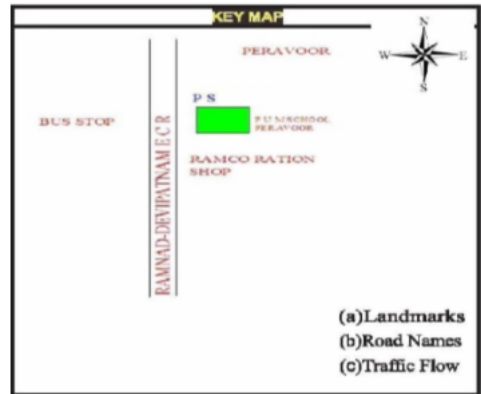 KEY MAP
N
PERAVOOR
W E
S
P S
BUS STOP
P U M SCHOOL
PERAVOOR
RAMNAD-DEVIPATNAM E C R
RAMCO RATION
SHOP
(a)Landmarks
(b)Road Names
(c)Traffic Flow